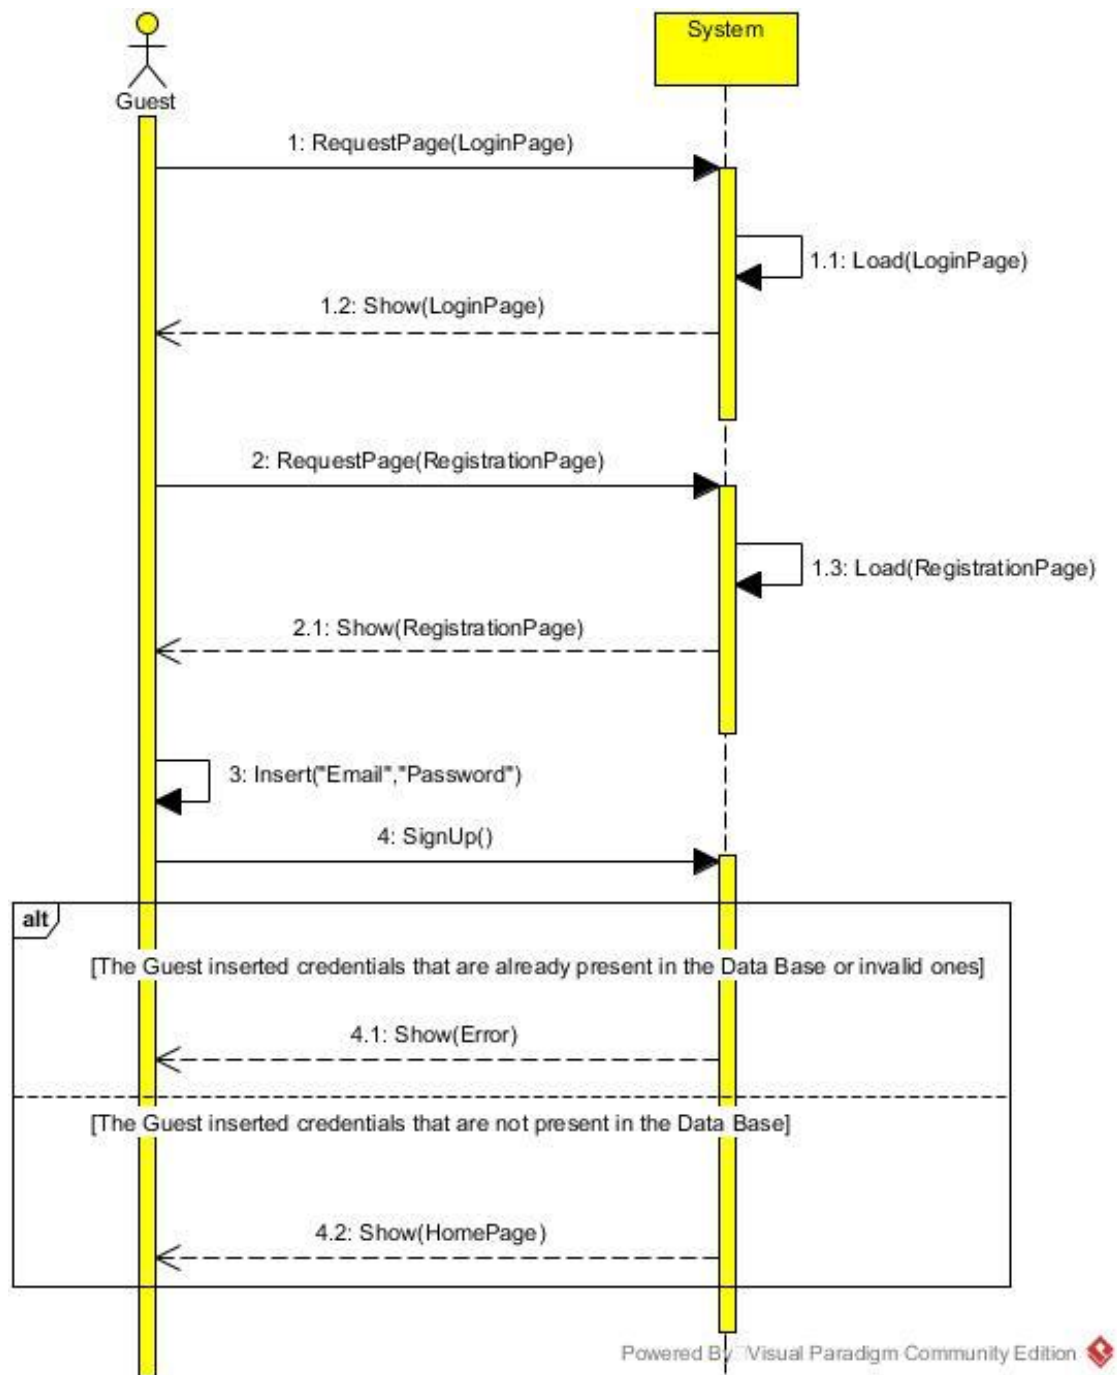 System
Guest
1: RequestPage(LoginPage)
1.1: Load(LoginPage)
1.2: Show(LoginPage)
2: RequestPage(RegistrationPage)
1.3: Load(RegistrationPage)
2.1: Show(RegistrationPage)
3: Insert("Email","Password")
4: SignUp()
alt
[The Guest inserted credentials that are already present in the Data Base or invalid ones]
4.1: Show(Error)
[The Guest inserted credentials that are not present in the Data Base]
4.2: Show(HomePage)
Powered By Visual Paradigm Community Edition